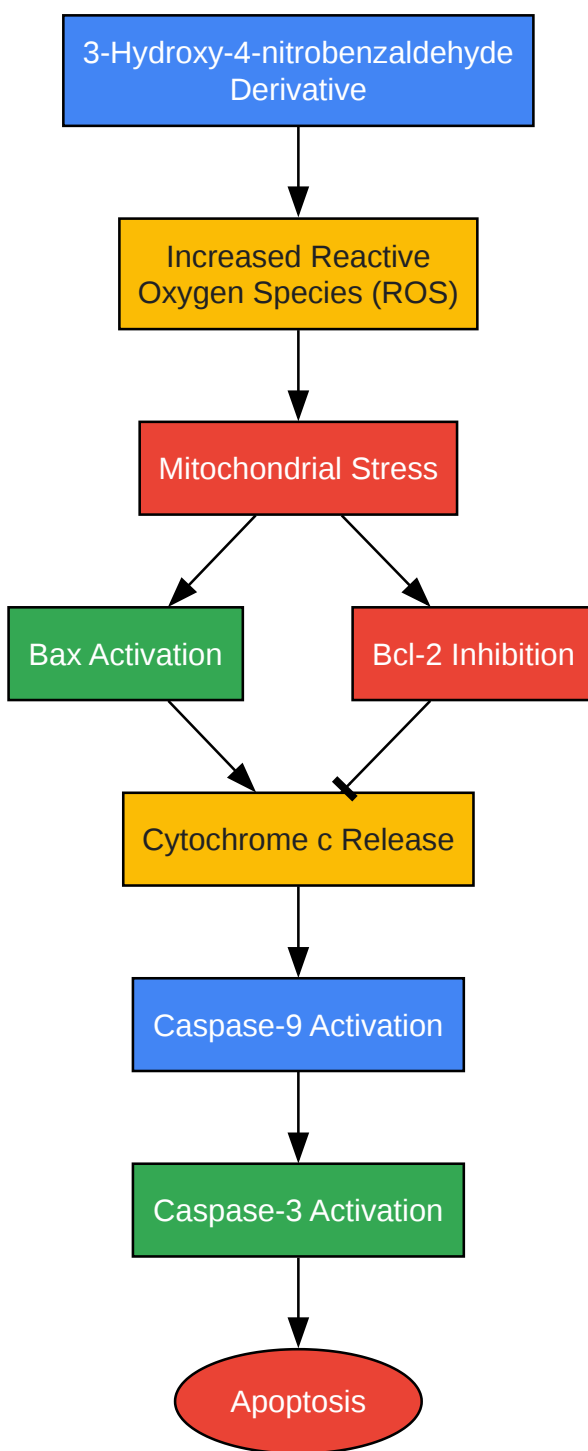 3-Hydroxy-4-nitrobenzaldehyde
Derivative
Increased Reactive
Oxygen Species (ROS)
Mitochondrial Stress
Bax Activation
Bcl-2 Inhibition
Cytochrome c Release
Caspase-9 Activation
Caspase-3 Activation
Apoptosis